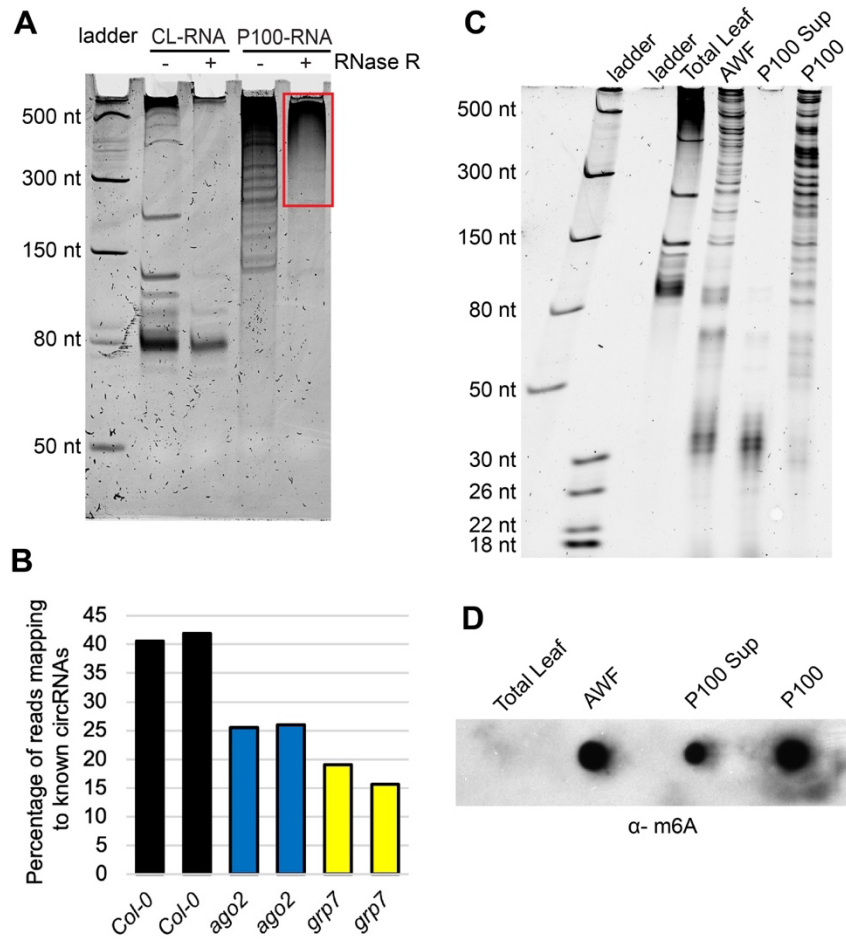 A
ladder CL-RNA P100-RNA
- + - + RNase R
500 nt
300 nt
150 nt
80 nt
50 nt
B
Percentage of reads mapping
to known circRNAs
45
40
35
30
25
20
15
10
5
0
Col-0 Col-0 ago2 ago2 grp7 grp7
C
ladder ladder Total Leaf AWF P100 Sup P100
500 nt
300 nt
150 nt
80 nt
50 nt
30 nt
26 nt
22 nt
18 nt
D
Total Leaf AWF P100 Sup P100
α- m6A